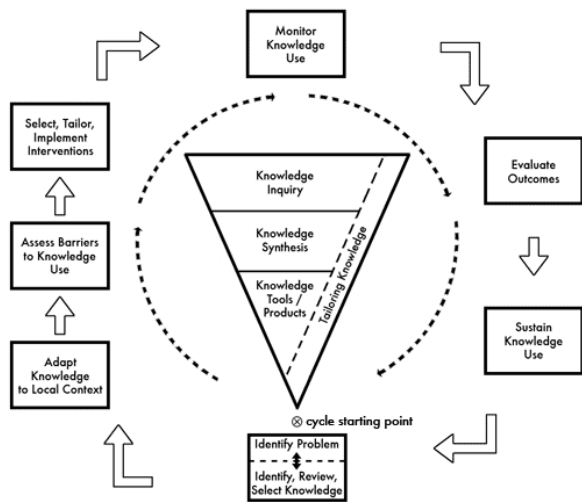 Monitor
Knowledge
Use
Select, Tailor,
Implement
Interventions
Evaluate
Outcomes
Knowledge
Inquiry
Knowledge
Synthesis
Knowledge
Tools /
Products
Tailoring Knowledge
Assess Barriers
to Knowledge
Use
Sustain
Knowledge
Use
Adapt
Knowledge
to Local Context
⊗ cycle starting point
Identify Problem
Identify, Review,
Select Knowledge